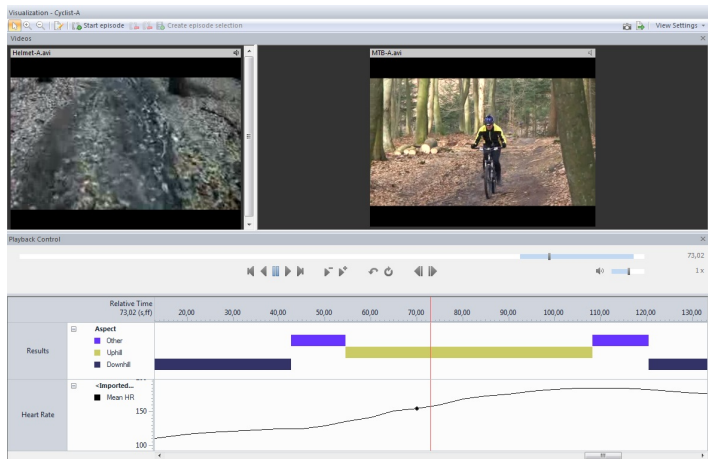 Visualization - Cyclist-A
Start episode
Create episode selection
View Settings
Videos
Helmet-A.avi
MTB-A.avi
Playback Control
73,02
1 x
Relative Time
73,02 (s,ff)
20,00 30,00 40,00 50,00 60,00 70,00 80,00 90,00 100,00 110,00 120,00 130,00
Results
Aspect
Other
Uphill
Downhill
Heart Rate
<Imported...
Mean HR
150
100